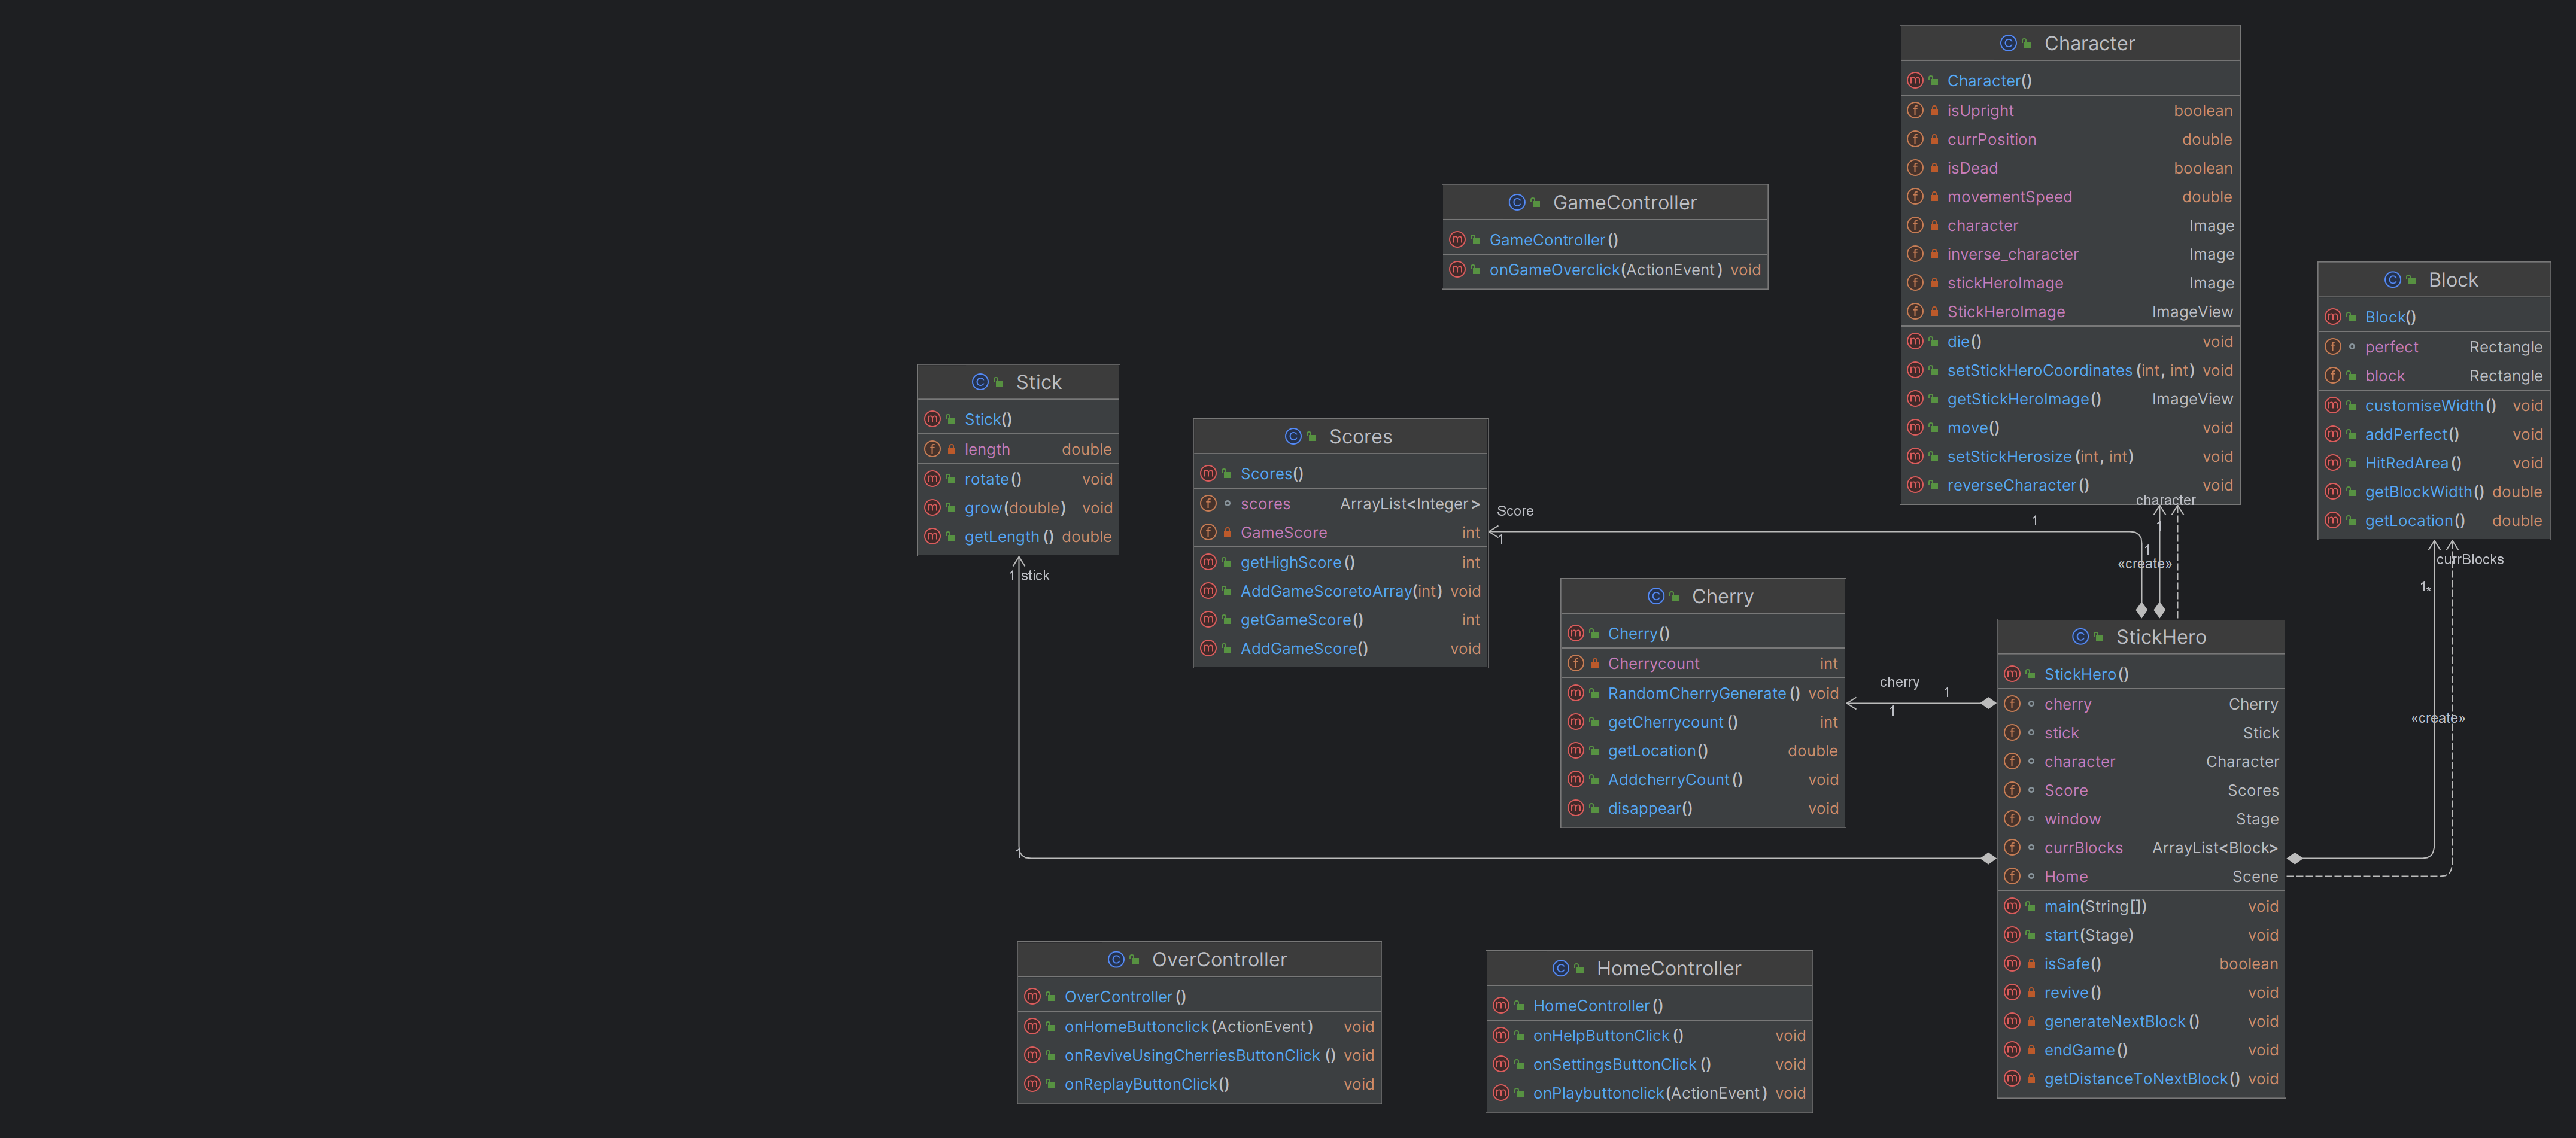 Character
Character()
isUpright boolean
currPosition double
isDead boolean
movementSpeed double
character Image
inverse_character Image
stickHeroImage Image
StickHeroImage ImageView
die() void
setStickHeroCoordinates(int, int) void
getStickHeroImage() ImageView
move() void
setStickHerosize(int, int) void
reverseCharacter() void
GameController
GameController()
onGameOverclick(ActionEvent) void
Block
Block()
perfect Rectangle
block Rectangle
customiseWidth() void
addPerfect() void
HitRedArea() void
getBlockWidth() double
getLocation() double
Stick
Stick()
length double
rotate() void
grow(double) void
getLength() double
Scores
Scores()
scores ArrayList<Integer>
GameScore int
getHighScore() int
AddGameScoretoArray(int) void
getGameScore() int
AddGameScore() void
Score
1
1
character
1
«create»
currBlocks
1*
«create»
1 stick
1
Cherry
Cherry()
Cherrycount int
RandomCherryGenerate() void
getCherrycount() int
getLocation() double
AddcherryCount() void
disappear() void
cherry
1
1
StickHero
StickHero()
cherry Cherry
stick Stick
character Character
Score Scores
window Stage
currBlocks ArrayList<Block>
Home Scene
main(String[]) void
start(Stage) void
isSafe() boolean
revive() void
generateNextBlock() void
endGame() void
getDistanceToNextBlock() void
OverController
OverController()
onHomeButtonclick(ActionEvent) void
onReviveUsingCherriesButtonClick() void
onReplayButtonClick() void
HomeController
HomeController()
onHelpButtonClick() void
onSettingsButtonClick() void
onPlaybuttonclick(ActionEvent) void